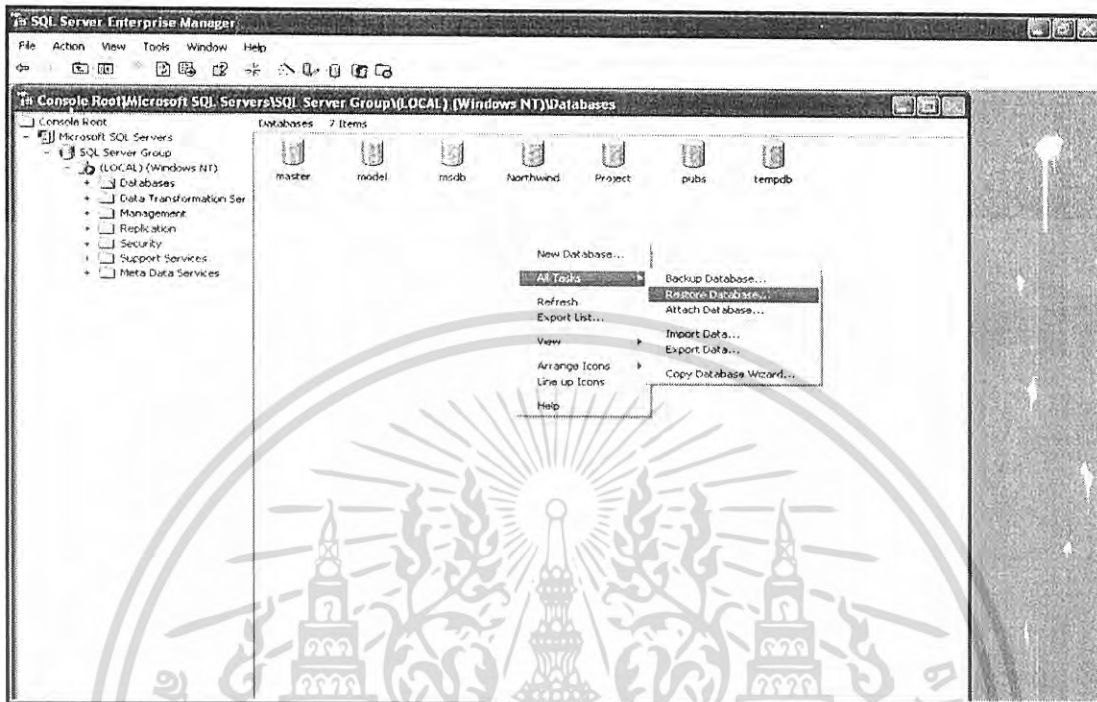 SQL Server Enterprise Manager
File Action View Tools Window Help
Console Root\Microsoft SQL Servers\SQL Server Group\(LOCAL) (Windows NT)\Databases
Console Root
Microsoft SQL Servers
SQL Server Group
(LOCAL) (Windows NT)
Databases
Data Transformation Ser
Management
Replication
Security
Support Services
Meta Data Services
Databases 7 Items
master model msdb Northwind Project pubs tempdb
New Database...
All Tasks
Refresh
Export List...
View
Arrange Icons
Line up Icons
Help
Backup Database...
Restore Database...
Attach Database...
Import Data...
Export Data...
Copy Database Wizard...